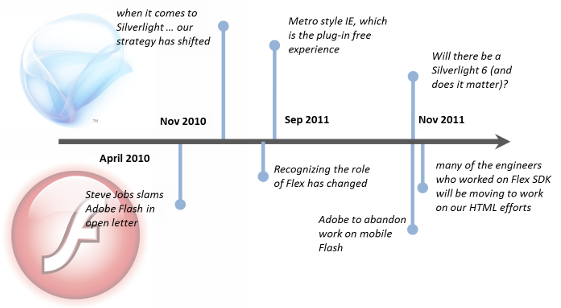 when it comes to
Silverlight ... our
strategy has shifted
Metro style IE, which
is the plug-in free
experience
Will there be a
Silverlight 6 (and
does it matter)?
TM
Nov 2010
Sep 2011
Nov 2011
April 2010
Steve Jobs slams
Adobe Flash in
open letter
Recognizing the role
of Flex has changed
many of the engineers
who worked on Flex SDK
will be moving to work
on our HTML efforts
Adobe to abandon
work on mobile
Flash